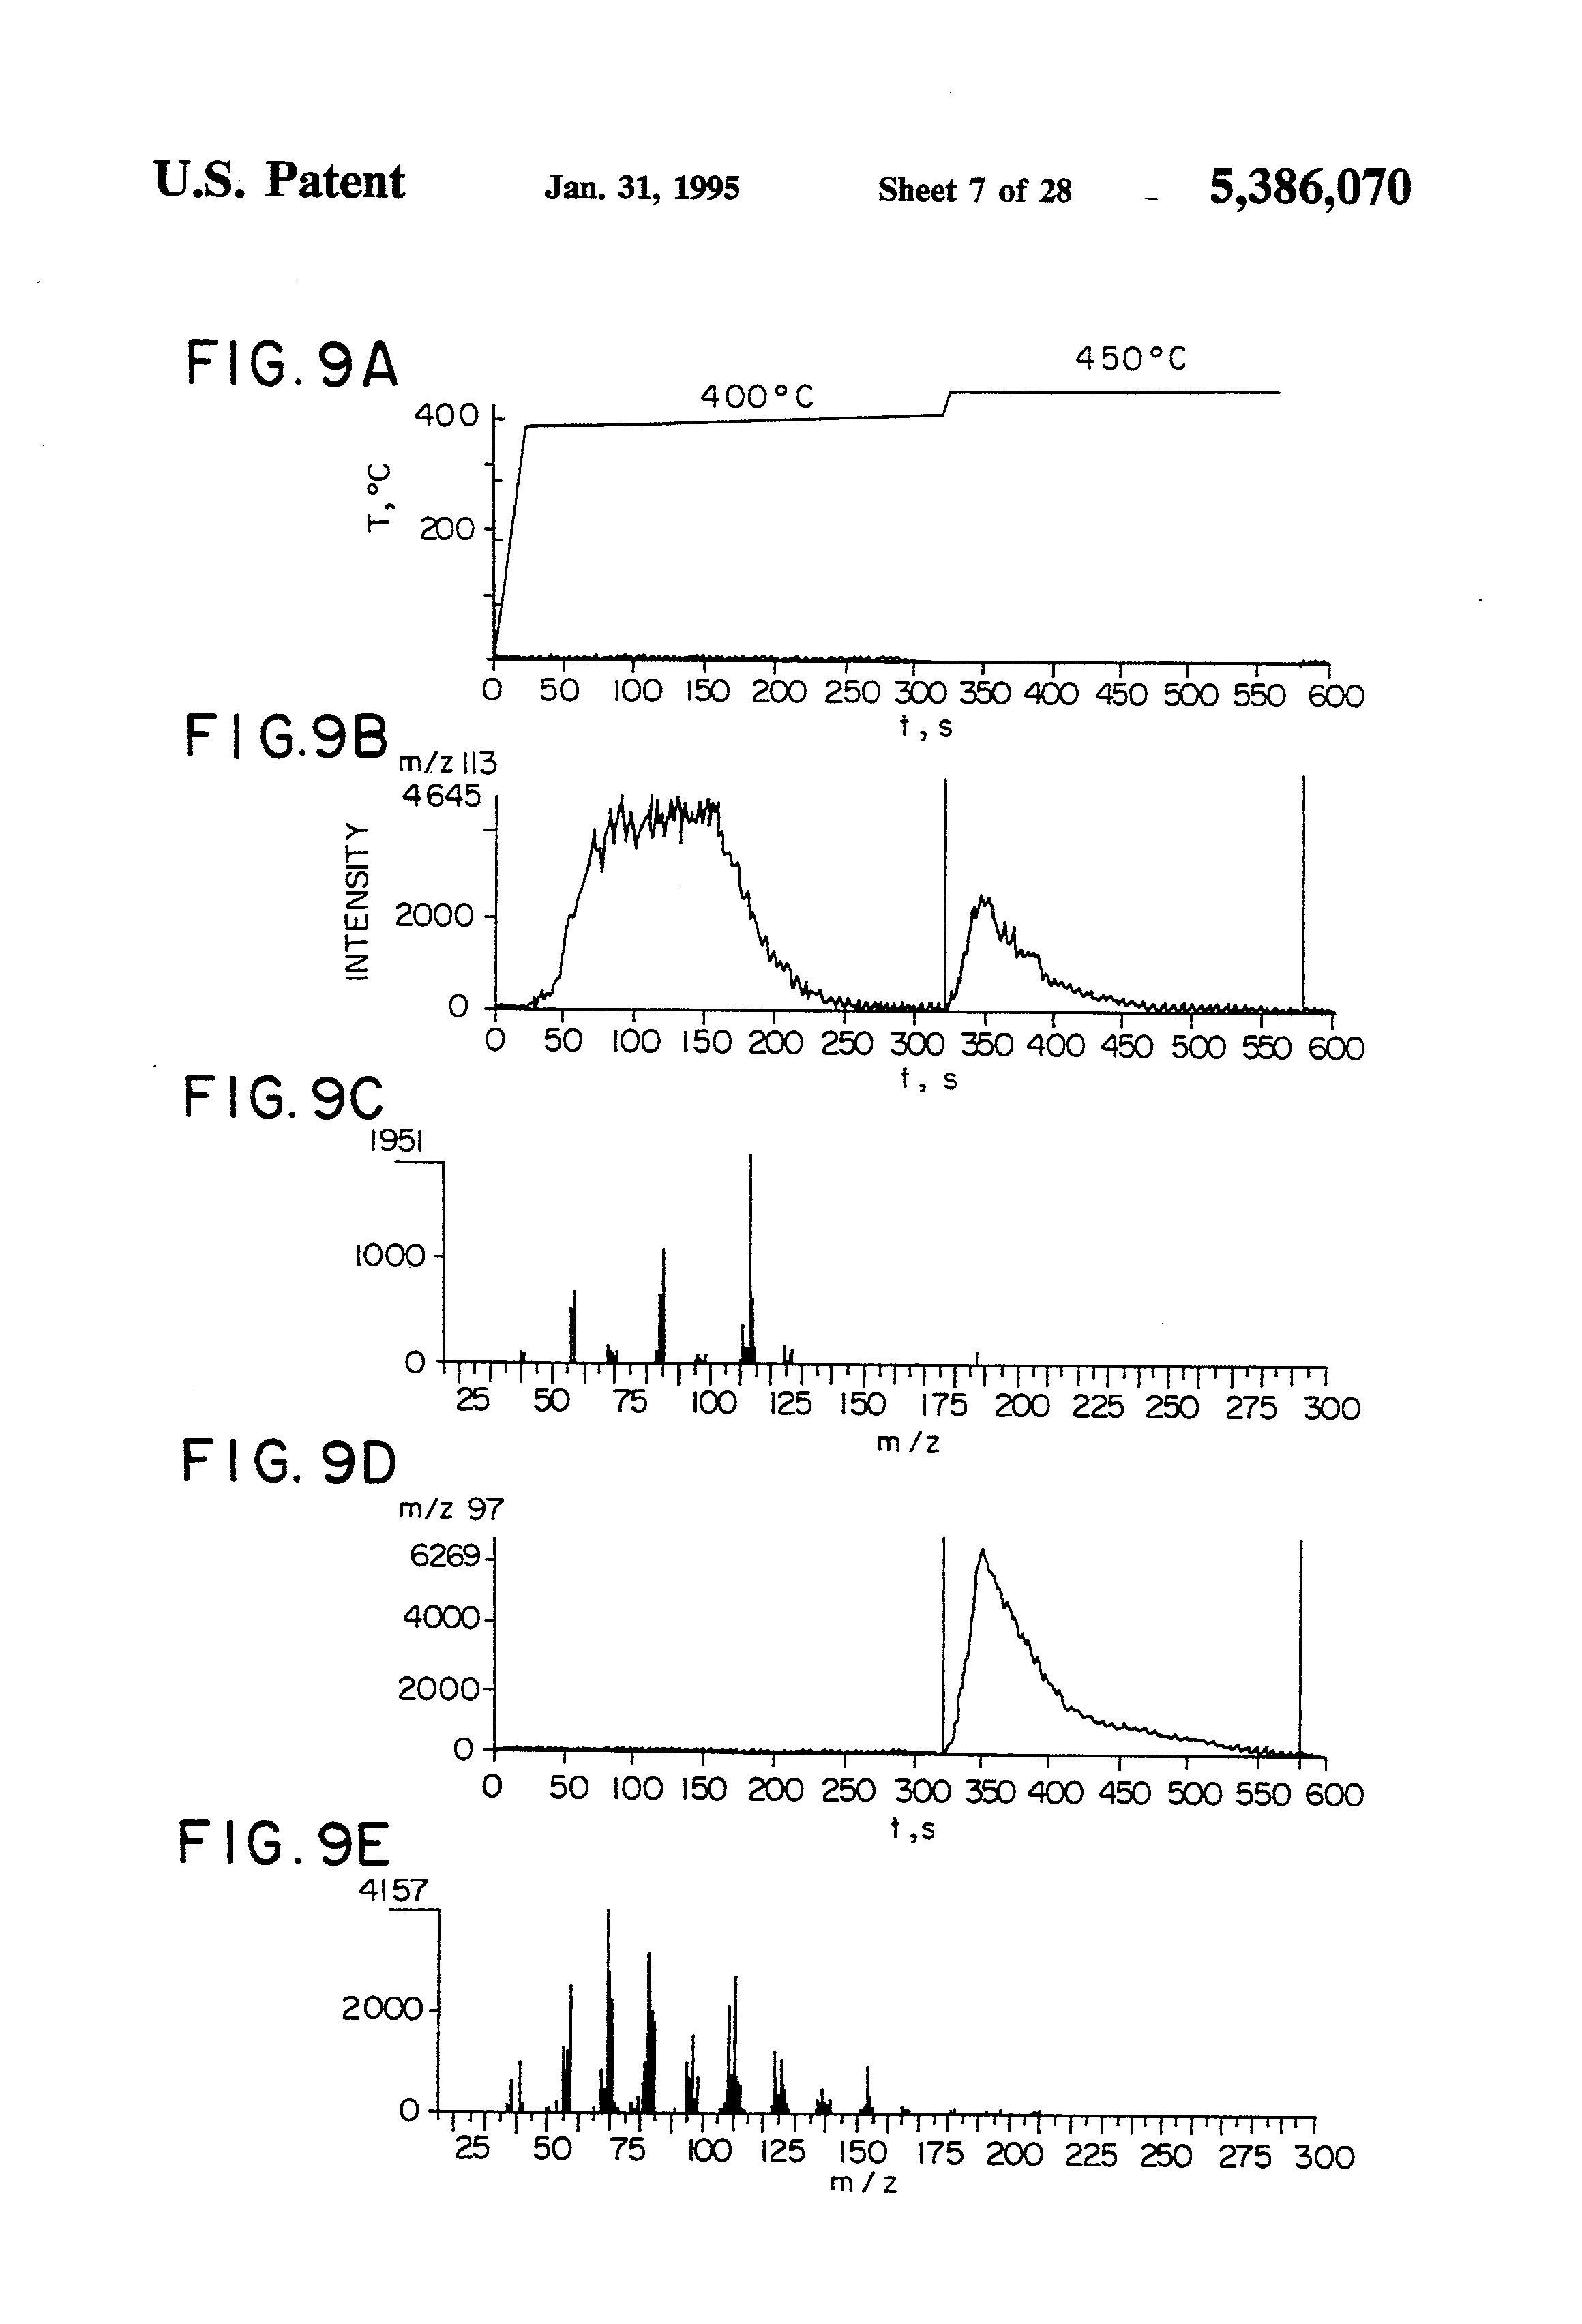 U.S. Patent Jan. 31, 1995 Sheet 7 of 28 5,386,070
FIG. 9A
450°C
400°C
400
T, °C
200
0 50 100 150 200 250 300 350 400 450 500 550 600
t, s
FIG. 9B
m/z 113
4645
INTENSITY
2000
0
0 50 100 150 200 250 300 350 400 450 500 550 600
t, s
FIG. 9C
1951
1000
0
25 50 75 100 125 150 175 200 225 250 275 300
m/z
FIG. 9D
m/z 97
6269
4000
2000
0
0 50 100 150 200 250 300 350 400 450 500 550 600
t, s
FIG. 9E
4157
2000
0
25 50 75 100 125 150 175 200 225 250 275 300
m/z